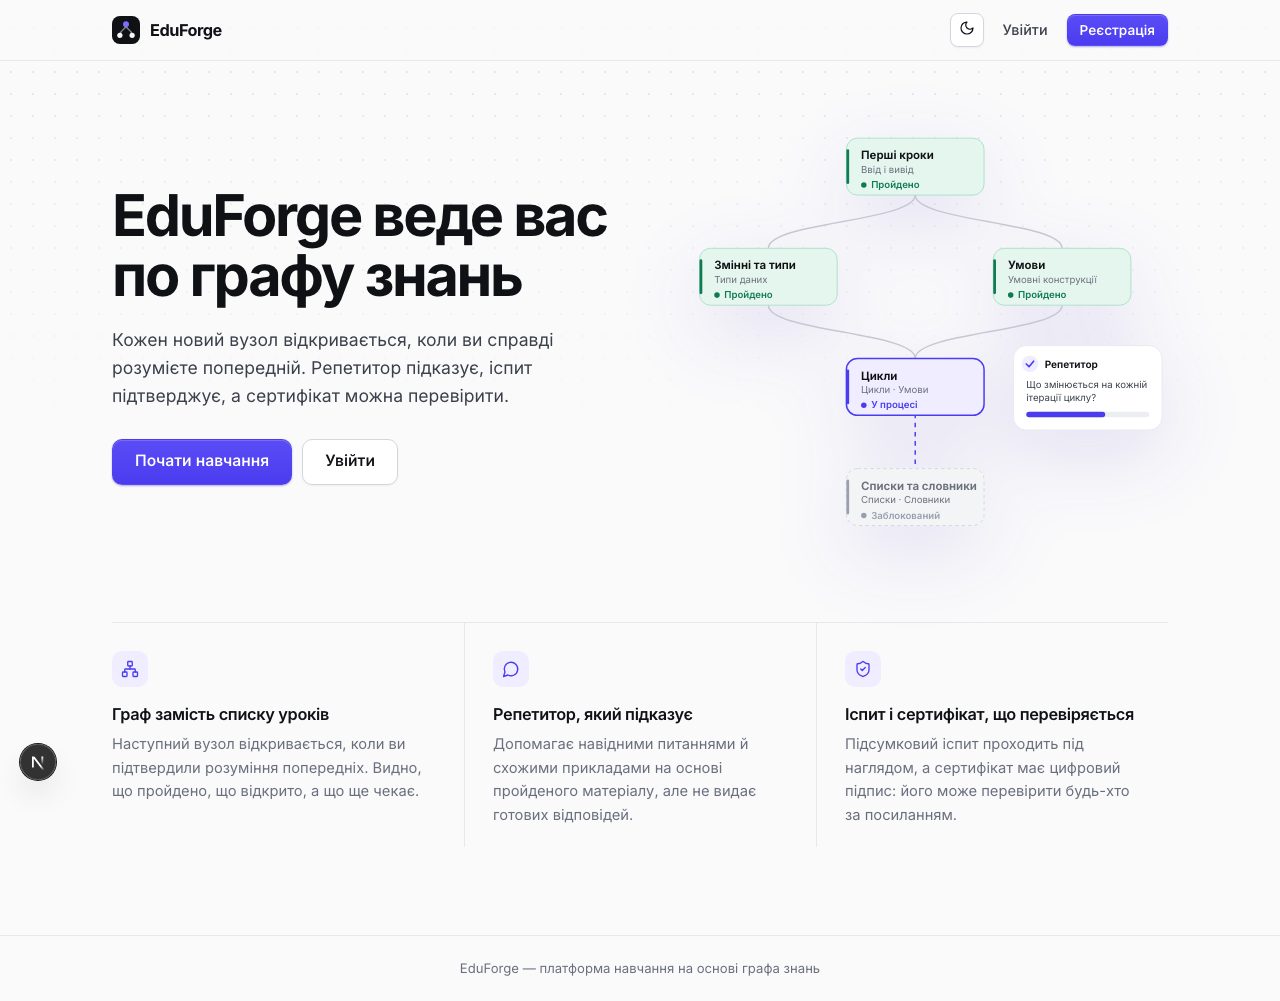 EduForge
Увійти
Реєстрація
EduForge веде вас
по графу знань
Кожен новий вузол відкривається, коли ви справді
розумієте попередній. Репетитор підказує, іспит
підтверджує, а сертифікат можна перевірити.
Почати навчання
Увійти
Перші кроки
Ввід і вивід
Пройдено
Змінні та типи
Типи даних
Пройдено
Умови
Умовні конструкції
Пройдено
Цикли
Цикли · Умови
У процесі
Репетитор
Що змінюється на кожній
ітерації циклу?
Списки та словники
Списки · Словники
Заблокований
Граф замість списку уроків
Наступний вузол відкривається, коли ви
підтвердили розуміння попередніх. Видно,
що пройдено, що відкрито, а що ще чекає.
Репетитор, який підказує
Допомагає навідними питаннями й
схожими прикладами на основі
пройденого матеріалу, але не видає
готових відповідей.
Іспит і сертифікат, що перевіряється
Підсумковий іспит проходить під
наглядом, а сертифікат має цифровий
підпис: його може перевірити будь-хто
за посиланням.
N
EduForge — платформа навчання на основі графа знань